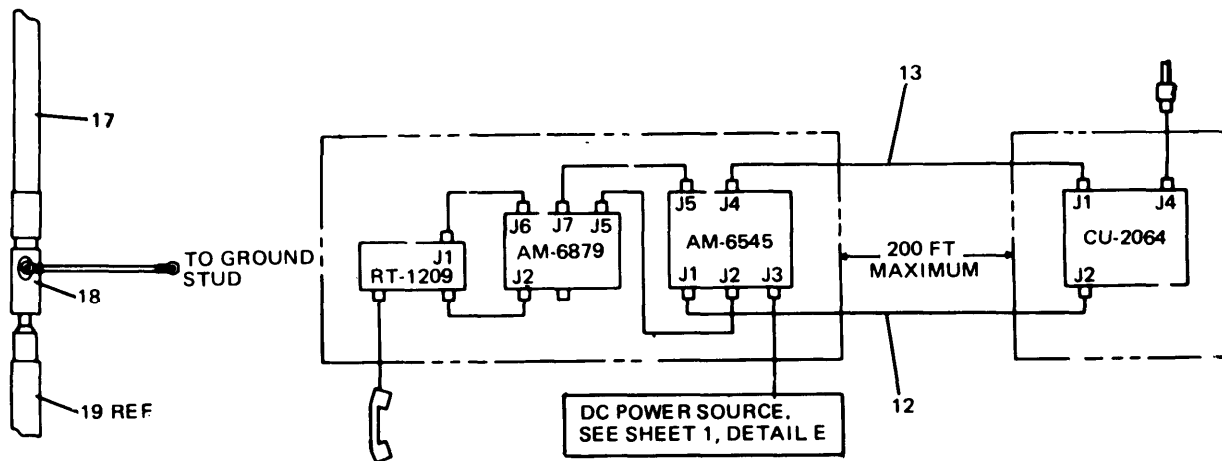 17
TO GROUND
STUD
18
19 REF
J1
RT-1209
J6 J7 J5
AM-6879
J2
J5 J4
AM-6545
J1 J2 J3
13
200 FT
MAXIMUM
12
J1 J4
CU-2064
J2
DC POWER SOURCE.
SEE SHEET 1, DETAIL E